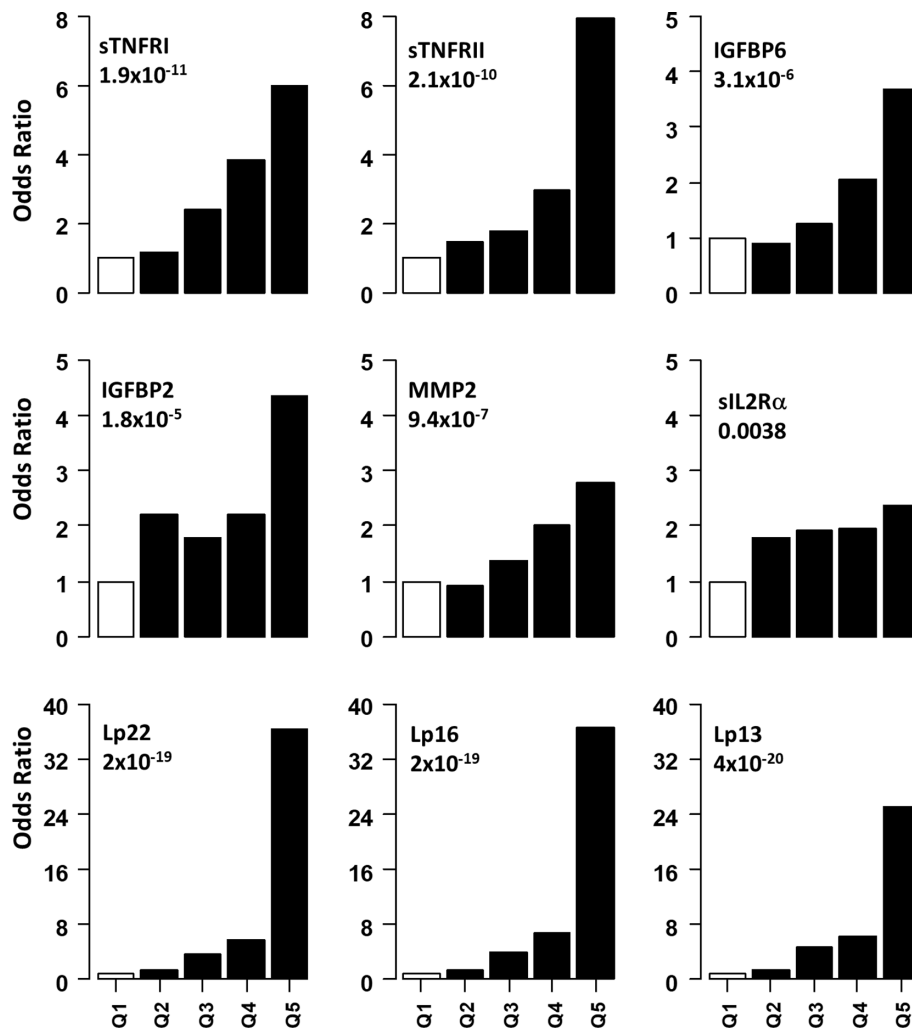 8
6
4
2
0
Odds Ratio
sTNFRI
1.9x10⁻¹¹
8
6
4
2
0
sTNFRII
2.1x10⁻¹⁰
5
4
3
2
1
0
IGFBP6
3.1x10⁻⁶
5
4
3
2
1
0
Odds Ratio
IGFBP2
1.8x10⁻⁵
5
4
3
2
1
0
MMP2
9.4x10⁻⁷
5
4
3
2
1
0
sIL2Rα
0.0038
40
32
24
16
8
0
Odds Ratio
Lp22
2x10⁻¹⁹
Q1
Q2
Q3
Q4
Q5
40
32
24
16
8
0
Lp16
2x10⁻¹⁹
Q1
Q2
Q3
Q4
Q5
40
32
24
16
8
0
Lp13
4x10⁻²⁰
Q1
Q2
Q3
Q4
Q5